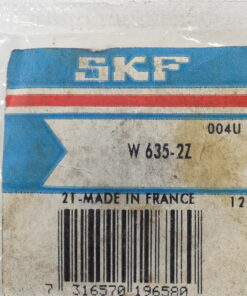 SKF
004U
W 635-2Z
21-MADE IN FRANCE 12
7 316570 196580